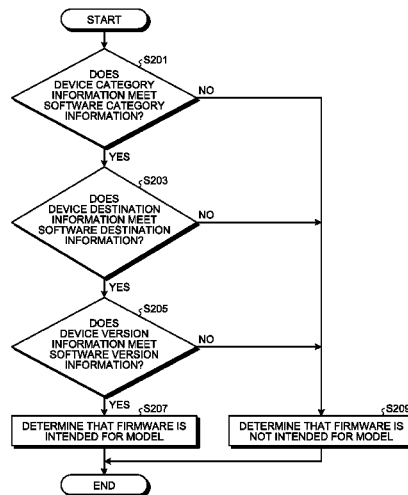 START
S201
DOES
DEVICE CATEGORY
INFORMATION MEET
SOFTWARE CATEGORY
INFORMATION?
NO
YES
S203
DOES
DEVICE DESTINATION
INFORMATION MEET
SOFTWARE DESTINATION
INFORMATION?
NO
YES
S205
DOES
DEVICE VERSION
INFORMATION MEET
SOFTWARE VERSION
INFORMATION?
NO
YES
S207
DETERMINE THAT FIRMWARE IS
INTENDED FOR MODEL
S209
DETERMINE THAT FIRMWARE IS
NOT INTENDED FOR MODEL
END